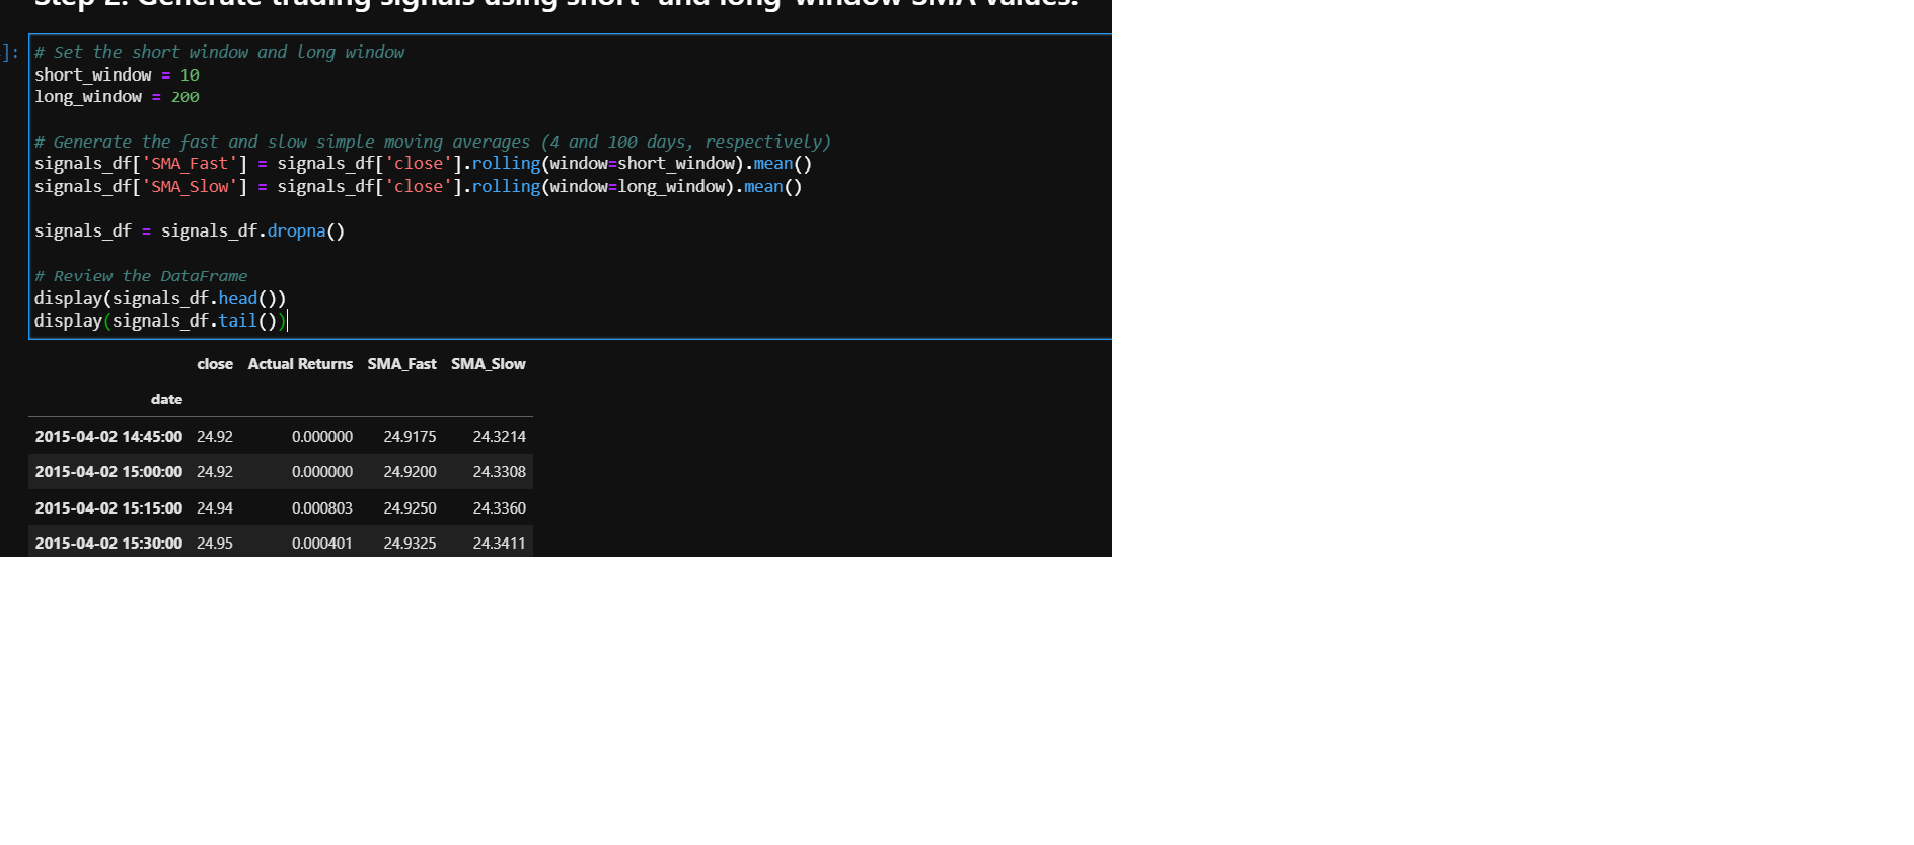 Step 2: Generate trading signals using short- and long-window SMA values.
]:
# Set the short window and long window
short_window = 10
long_window = 200
# Generate the fast and slow simple moving averages (4 and 100 days, respectively)
signals_df['SMA_Fast'] = signals_df['close'].rolling(window=short_window).mean()
signals_df['SMA_Slow'] = signals_df['close'].rolling(window=long_window).mean()
signals_df = signals_df.dropna()
# Review the DataFrame
display(signals_df.head())
display(signals_df.tail())
close Actual Returns SMA_Fast SMA_Slow
date
2015-04-02 14:45:00 24.92 0.000000 24.9175 24.3214
2015-04-02 15:00:00 24.92 0.000000 24.9200 24.3308
2015-04-02 15:15:00 24.94 0.000803 24.9250 24.3360
2015-04-02 15:30:00 24.95 0.000401 24.9325 24.3411